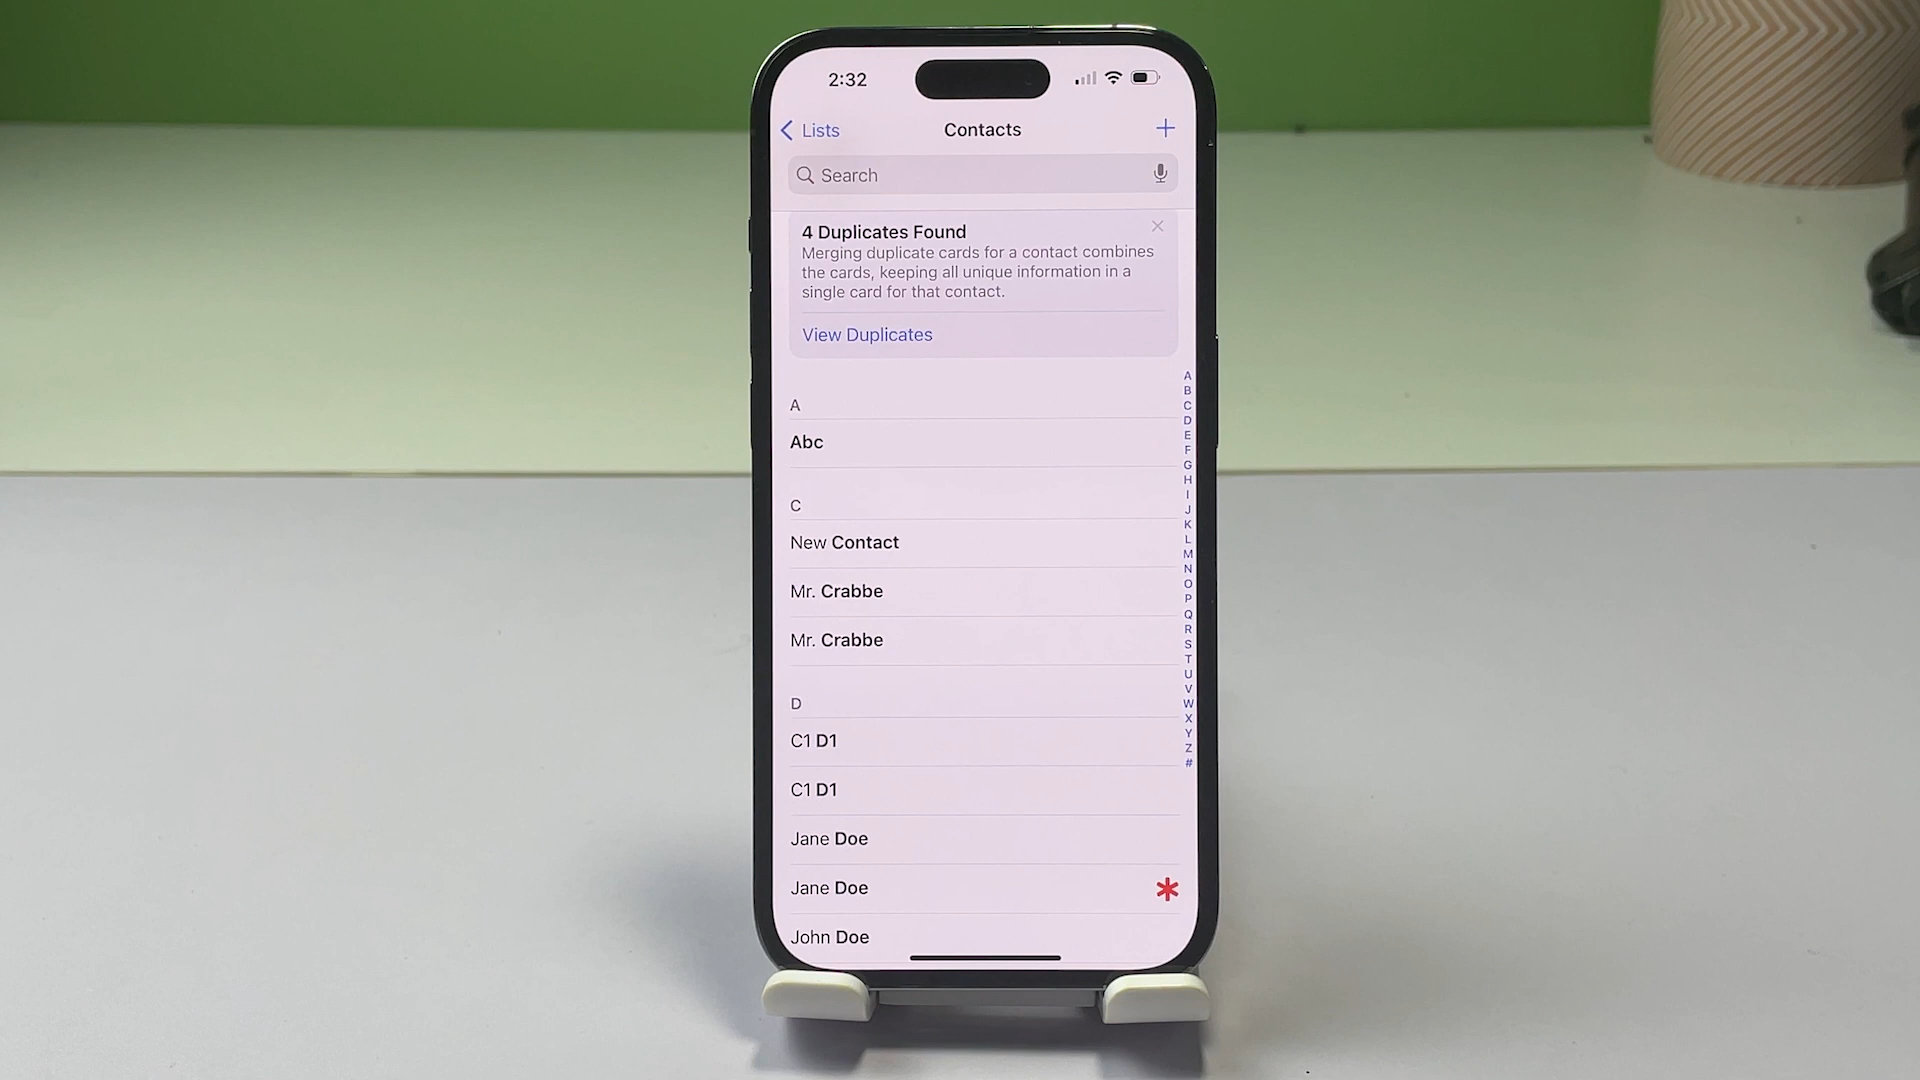 2:32
Lists
Contacts
Search
4 Duplicates Found
Merging duplicate cards for a contact combines
the cards, keeping all unique information in a
single card for that contact.
View Duplicates
A
Abc
C
New Contact
Mr. Crabbe
Mr. Crabbe
D
C1 D1
C1 D1
Jane Doe
Jane Doe
John Doe
A
B
C
D
E
F
G
H
I
J
K
L
M
N
O
P
Q
R
S
T
U
V
W
X
Y
Z
#